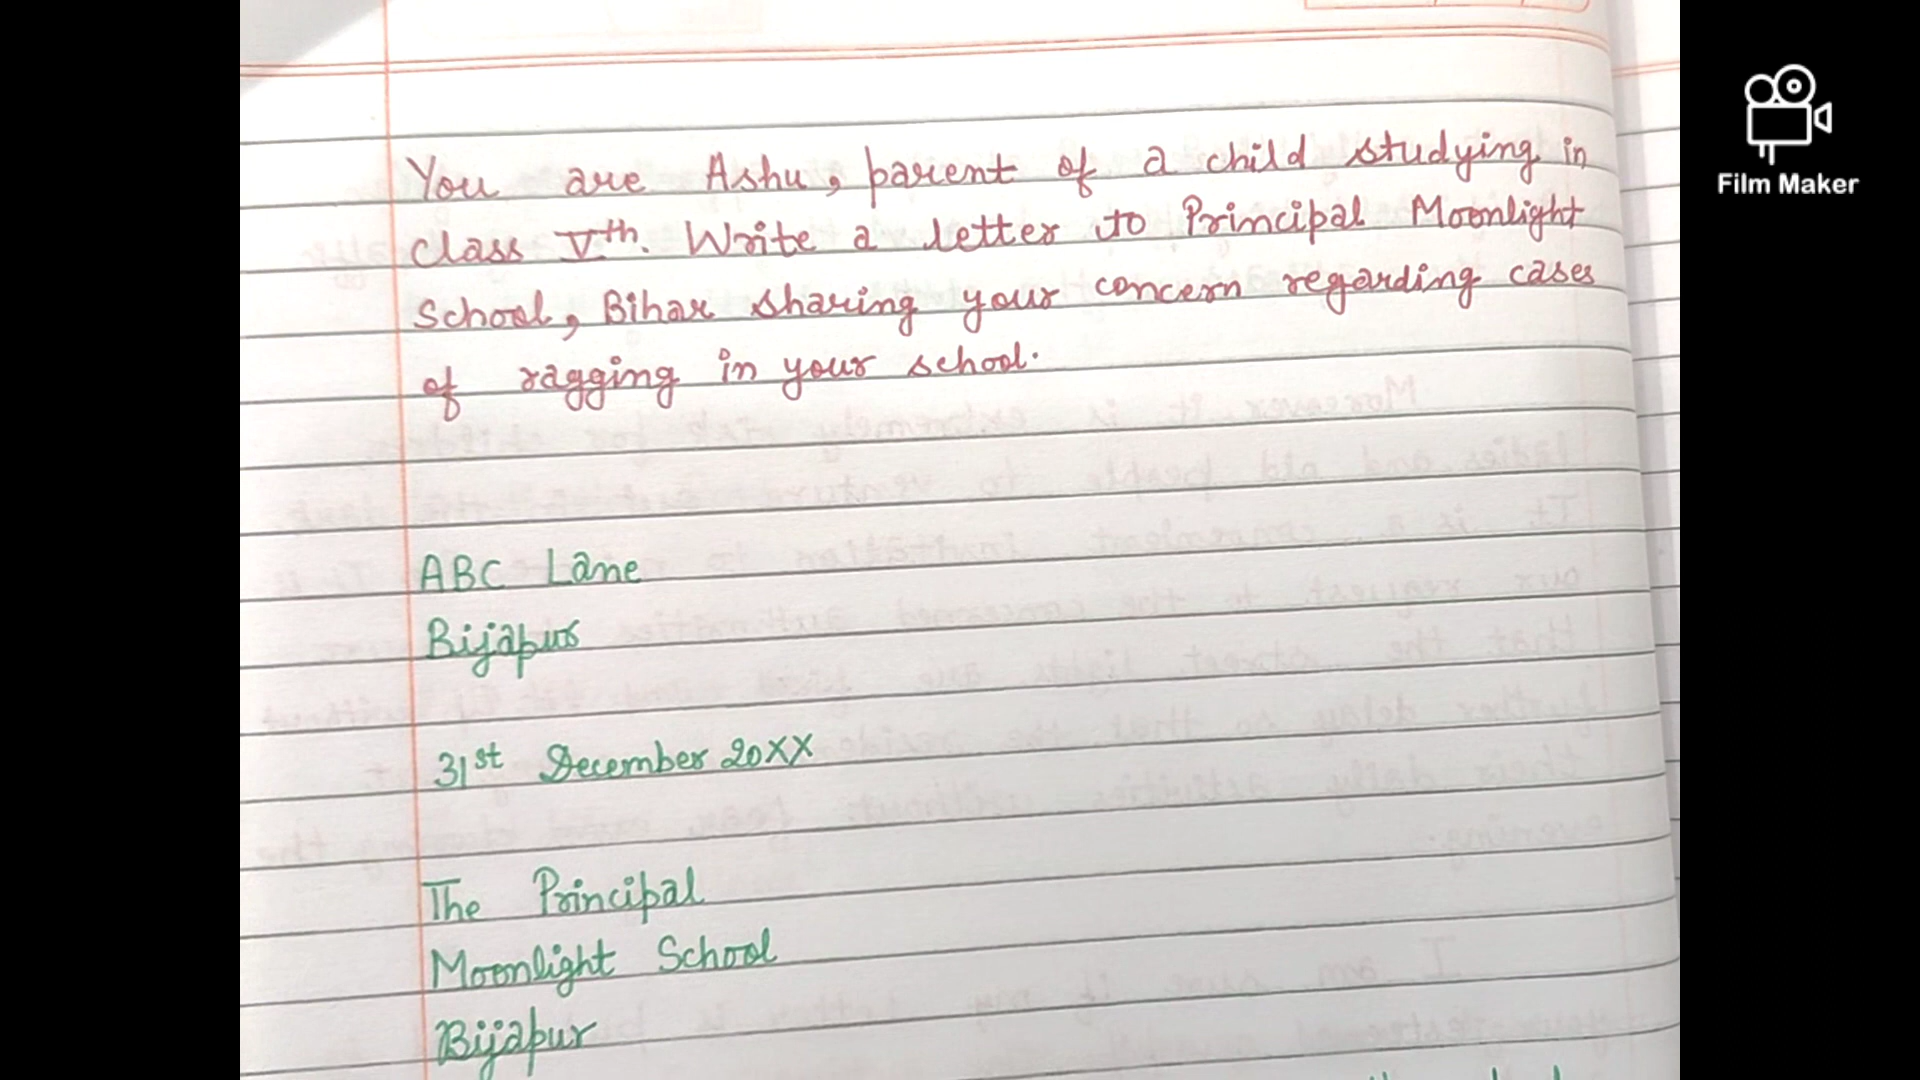 You are Ashu, parent of a child studying in
class Vth. Write a letter to Principal Moonlight
School, Bihar sharing your concern regarding cases
of ragging in your school.
ABC Lane
Bijapur
31st December 20XX
The Principal
Moonlight School
Bijapur
Film Maker